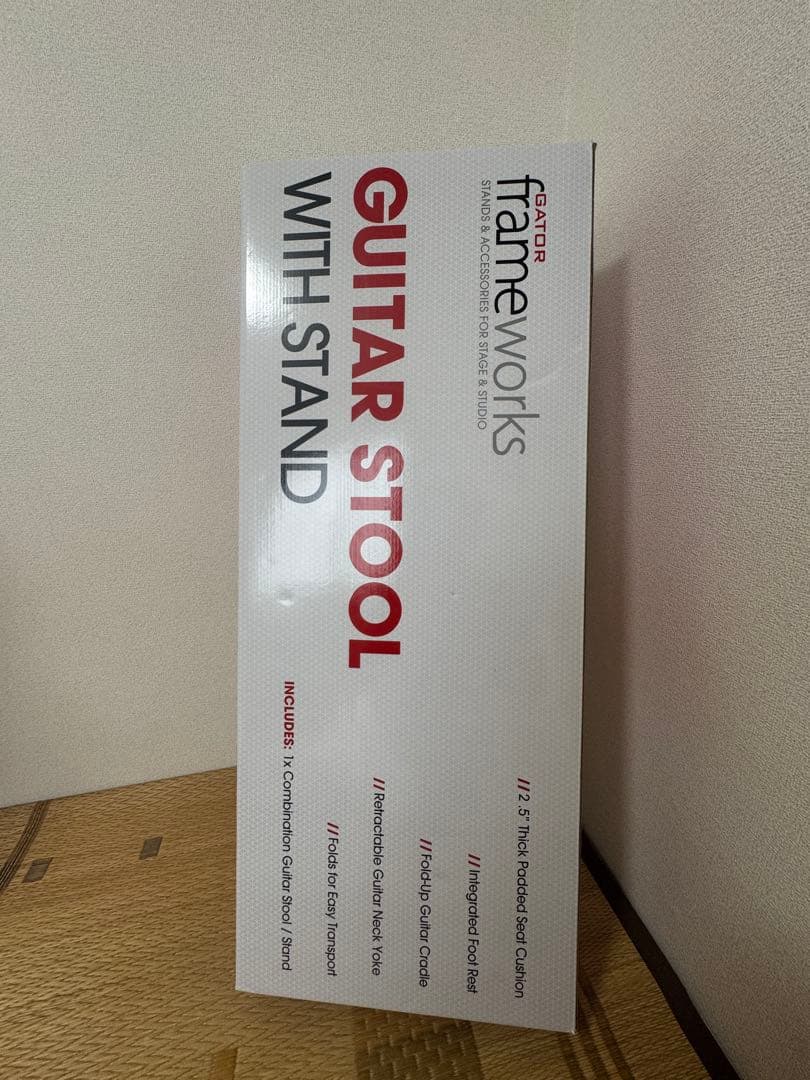 GATOR
frameworks
STANDS & ACCESSORIES FOR STAGE & STUDIO
GUITAR STOOL
WITH STAND
//2 .5" Thick Padded Seat Cushion
//Integrated Foot Rest
//Fold-Up Guitar Cradle
//Retractable Guitar Neck Yoke
//Folds for Easy Transport
INCLUDES: 1x Combination Guitar Stool / Stand